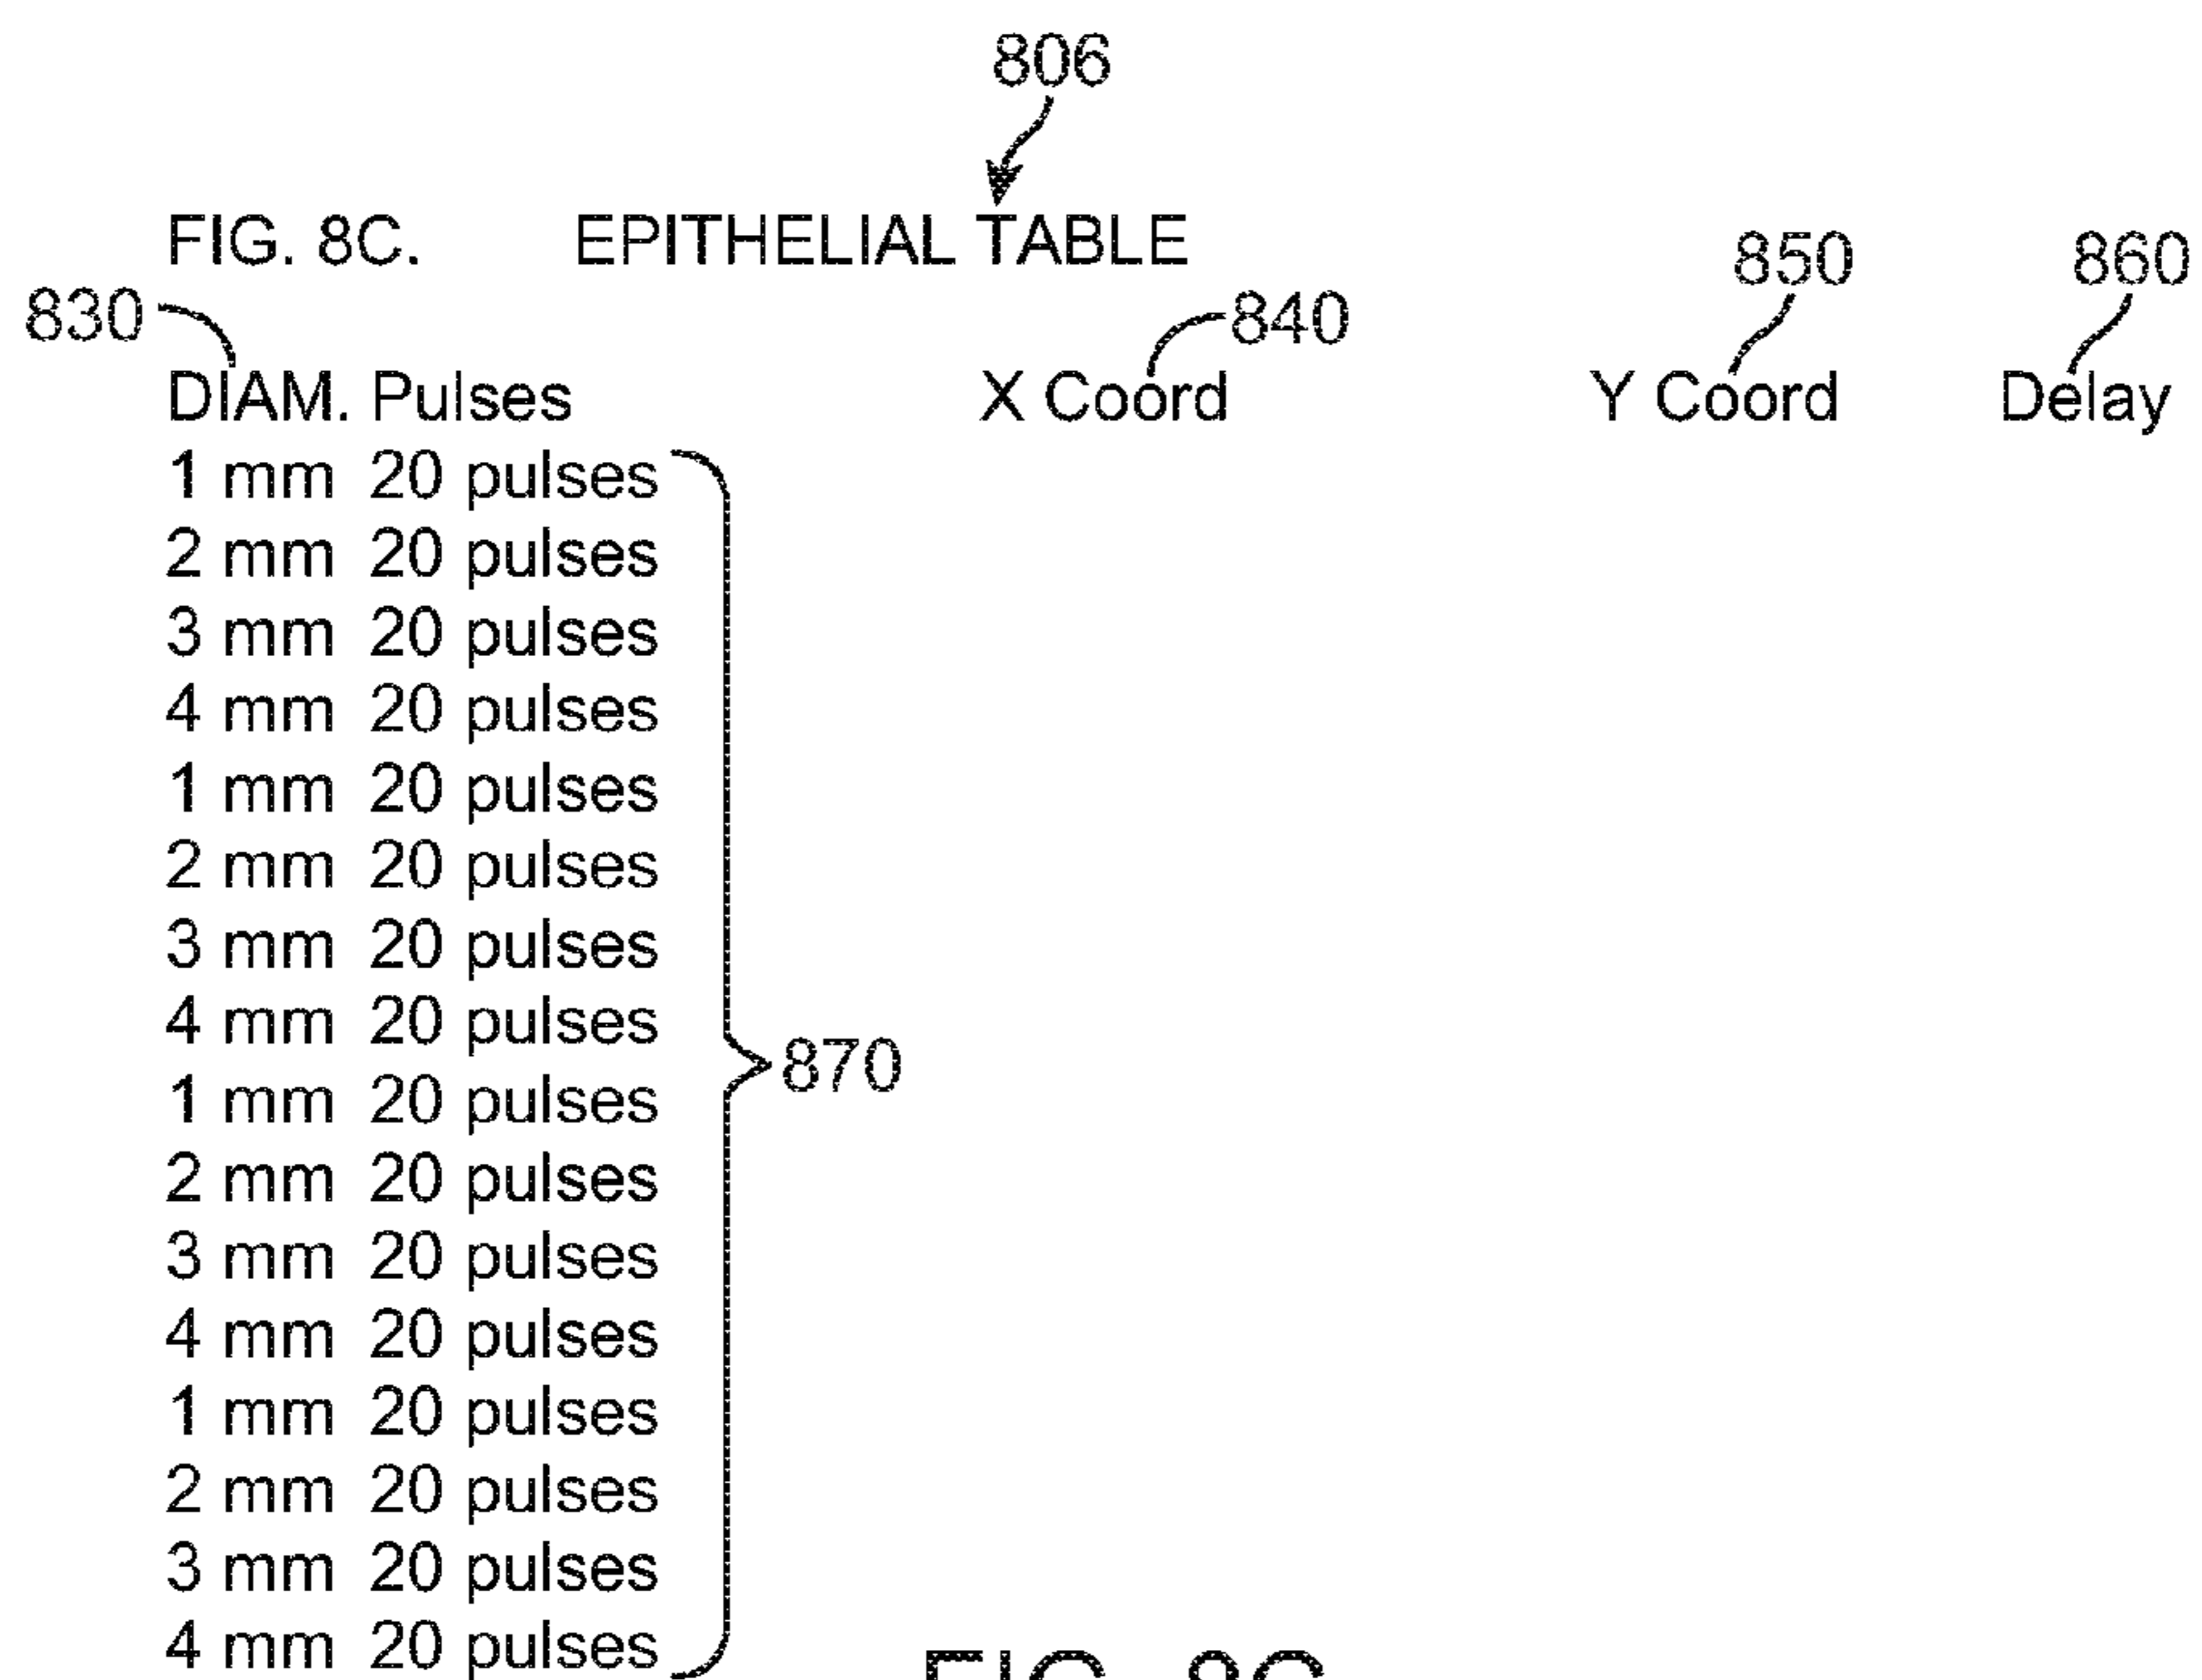 806
FIG. 8C. EPITHELIAL TABLE
850 860
830 840
DIAM. Pulses X Coord Y Coord Delay
1 mm 20 pulses
2 mm 20 pulses
3 mm 20 pulses
4 mm 20 pulses
1 mm 20 pulses
2 mm 20 pulses
3 mm 20 pulses
4 mm 20 pulses
870
1 mm 20 pulses
2 mm 20 pulses
3 mm 20 pulses
4 mm 20 pulses
1 mm 20 pulses
2 mm 20 pulses
3 mm 20 pulses
4 mm 20 pulses
FIG. 8C